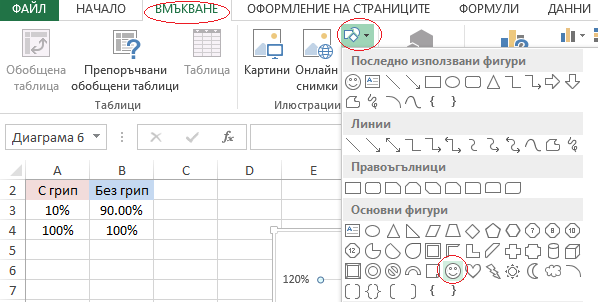 ФАЙЛ НАЧАЛО ВМЪКВАНЕ ОФОРМЛЕНИЕ НА СТРАНИЦИТЕ ФОРМУЛИ ДАННИ
Обобщена таблица
Препоръчвани обобщени таблици
Таблица
Картини
Онлайн снимки
Таблици
Илюстрации
Последно използвани фигури
Линии
Правоъгълници
Основни фигури
Диаграма 6
fx
A B C D E
2 С грип Без грип
3 10% 90.00%
4 100% 100%
5
6
7
120%